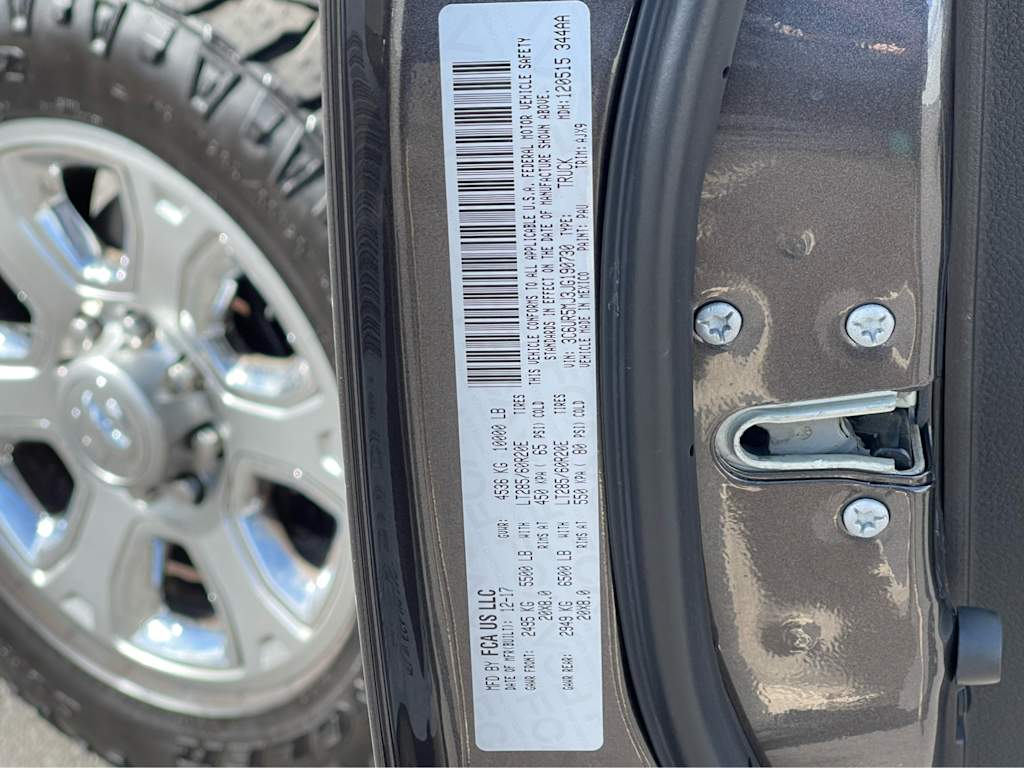 MFD BY FCA US LLC
DATE OF MFR(BUILT): 12-17 GVWR: 4536 KG 10000 LB
GAWR FRONT: 2495 KG 5500 LB WITH LT285/60R20E TIRES
20X8.0 RIMS AT 450 KPA( 65 PSI) COLD
GAWR REAR: 2949 KG 6500 LB WITH LT285/60R20E TIRES
20X8.0 RIMS AT 550 KPA( 80 PSI) COLD
THIS VEHICLE CONFORMS TO ALL APPLICABLE U.S.A. FEDERAL MOTOR VEHICLE SAFETY
STANDARDS IN EFFECT ON THE DATE OF MANUFACTURE SHOWN ABOVE.
VIN: 3C6UR5MJ3JG190730 TYPE: TRUCK MDH:120515 344AA
VEHICLE MADE IN MEXICO PAINT: PAU TRIM: AJX9